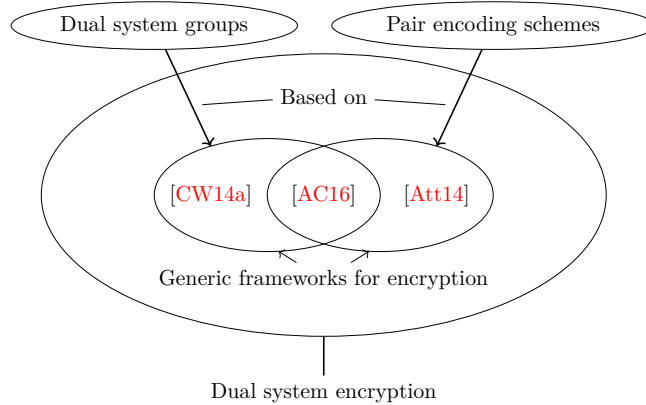 Dual system groups
Pair encoding schemes
Based on
[CW14a]
[AC16]
[Att14]
Generic frameworks for encryption
Dual system encryption